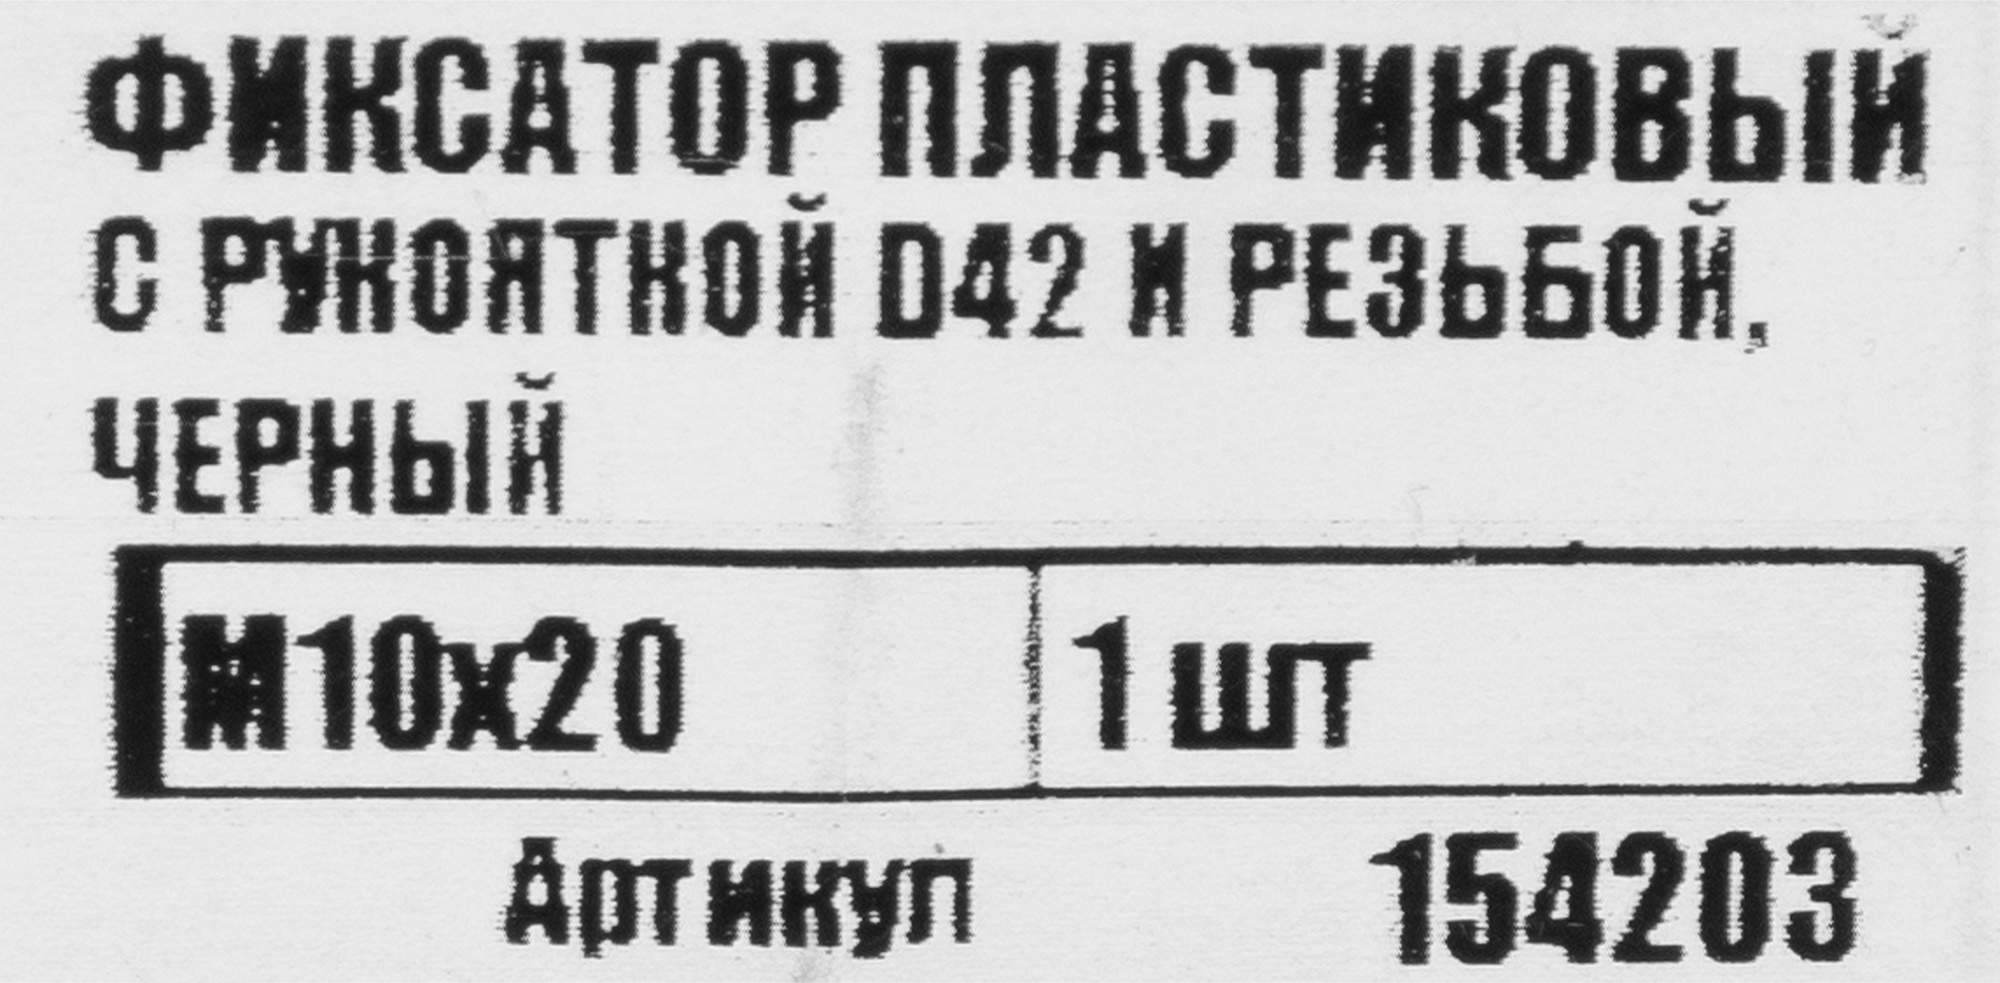 ФИКСАТОР ПЛАСТИКОВЫЙ
С РУКОЯТКОЙ D42 И РЕЗЬБОЙ,
ЧЕРНЫЙ
М10х20 1 шт
Артикул 154203